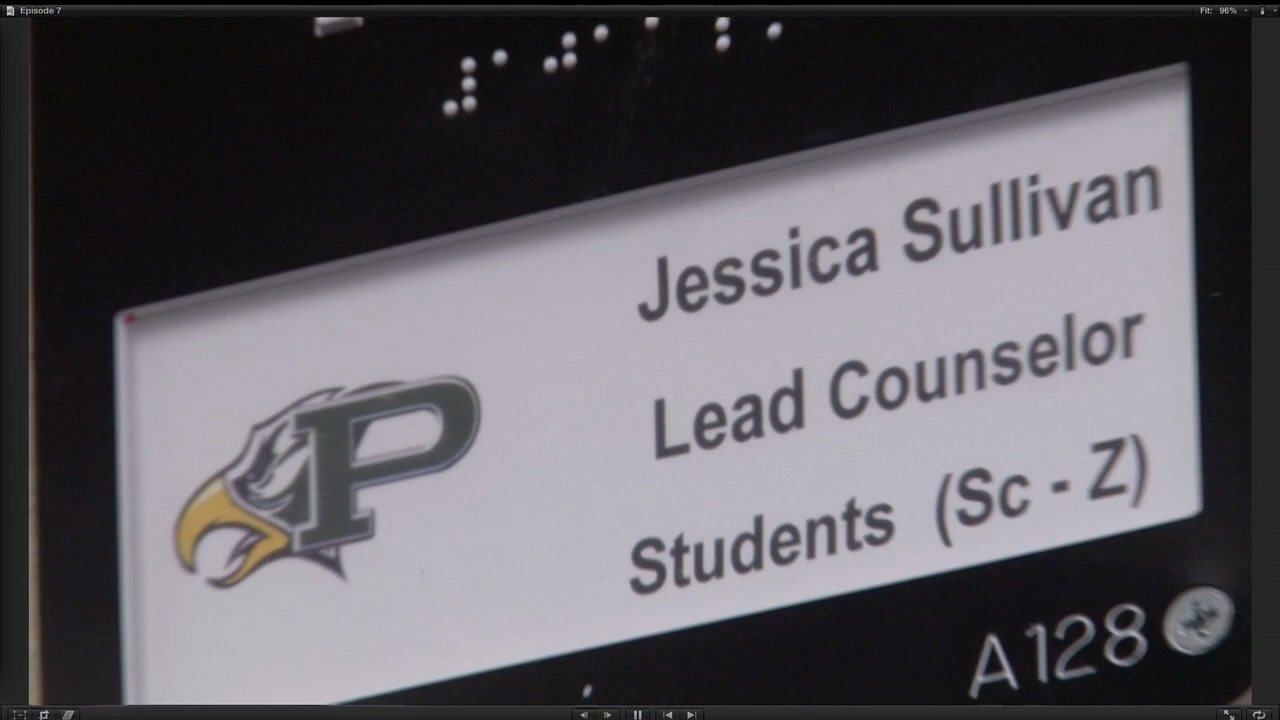 Episode 7
Fit: 96%
Jessica Sullivan
Lead Counselor
Students (Sc - Z)
P
A128